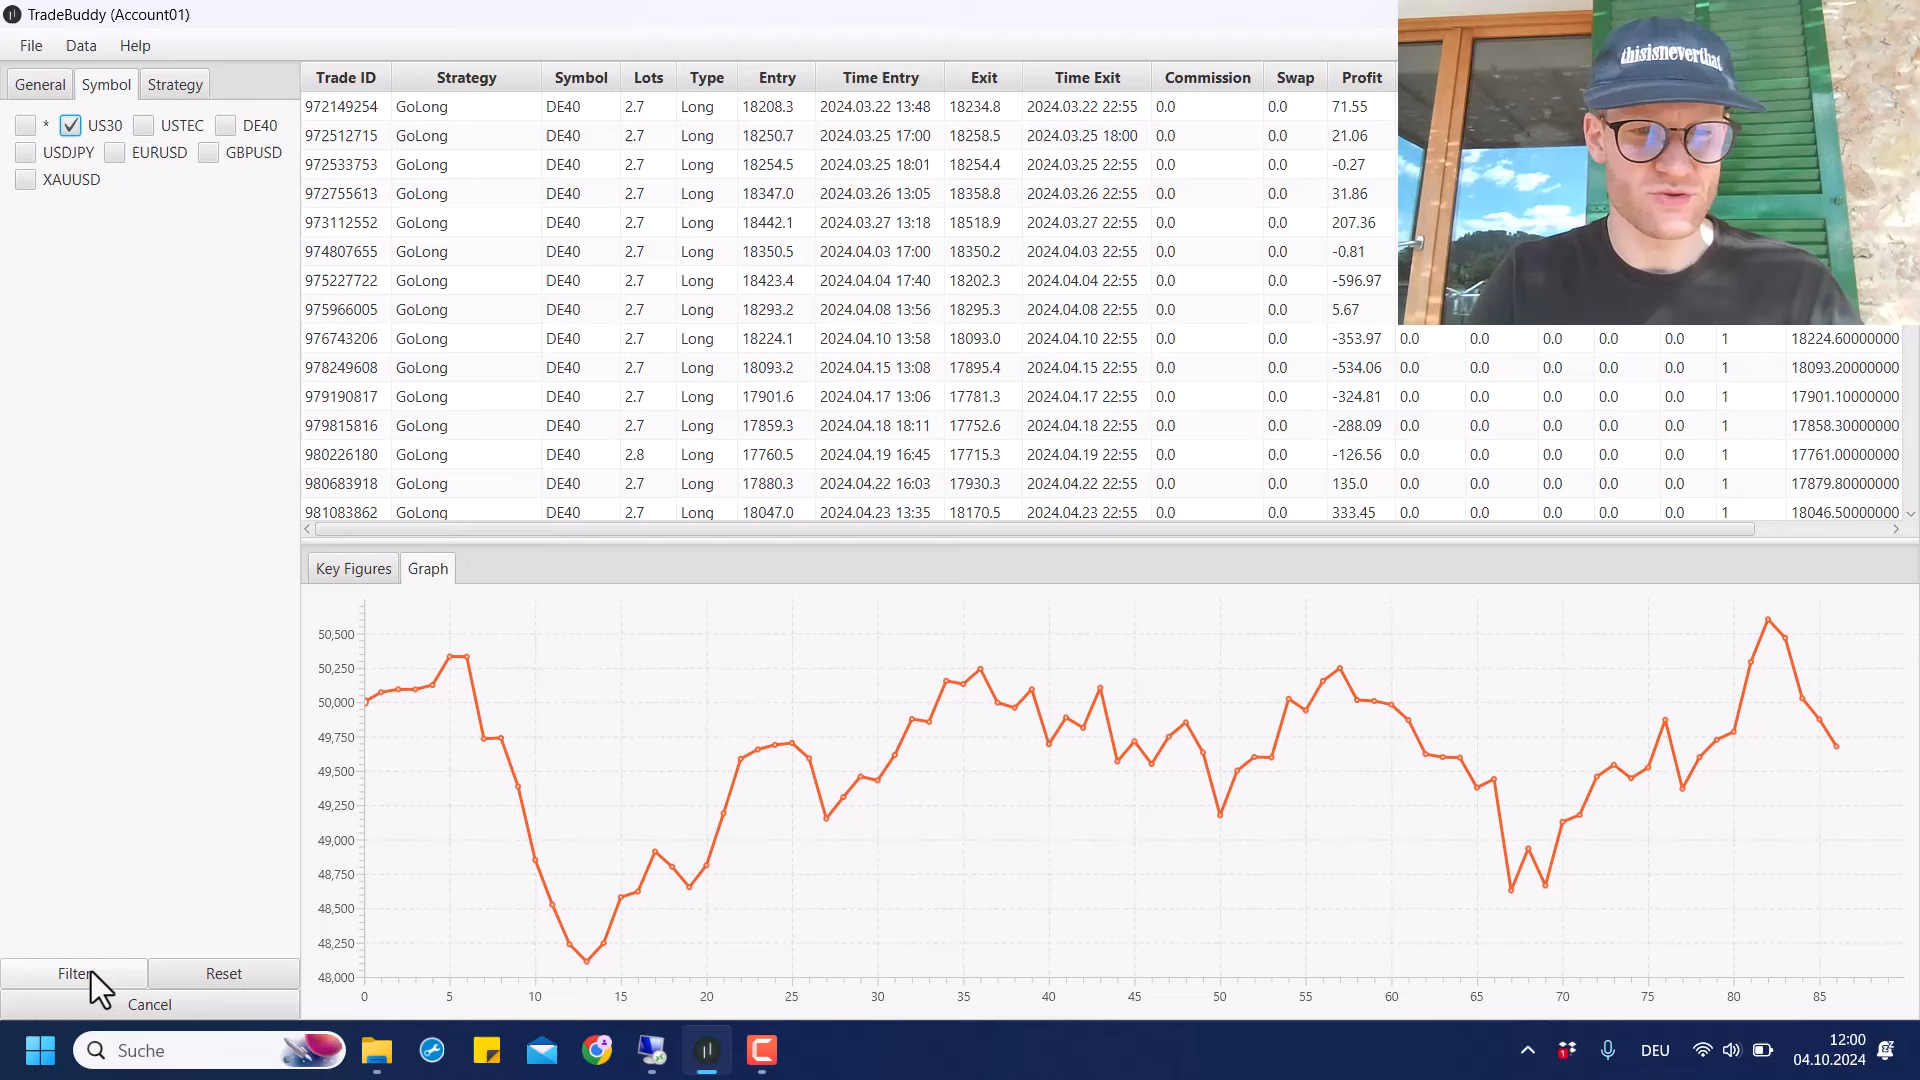 TradeBuddy (Account01)
File Data Help
General Symbol Strategy
* US30 USTEC DE40
USDJPY EURUSD GBPUSD
XAUUSD
Trade ID Strategy Symbol Lots Type Entry Time Entry Exit Time Exit Commission Swap Profit
972149254 GoLong DE40 2.7 Long 18208.3 2024.03.22 13:48 18234.8 2024.03.22 22:55 0.0 0.0 71.55
972512715 GoLong DE40 2.7 Long 18250.7 2024.03.25 17:00 18258.5 2024.03.25 18:00 0.0 0.0 21.06
972533753 GoLong DE40 2.7 Long 18254.5 2024.03.25 18:01 18254.4 2024.03.25 22:55 0.0 0.0 -0.27
972755613 GoLong DE40 2.7 Long 18347.0 2024.03.26 13:05 18358.8 2024.03.26 22:55 0.0 0.0 31.86
973112552 GoLong DE40 2.7 Long 18442.1 2024.03.27 13:18 18518.9 2024.03.27 22:55 0.0 0.0 207.36
974807655 GoLong DE40 2.7 Long 18350.5 2024.04.03 17:00 18350.2 2024.04.03 22:55 0.0 0.0 -0.81
975227722 GoLong DE40 2.7 Long 18423.4 2024.04.04 17:40 18202.3 2024.04.04 22:55 0.0 0.0 -596.97
975966005 GoLong DE40 2.7 Long 18293.2 2024.04.08 13:56 18295.3 2024.04.08 22:55 0.0 0.0 5.67
976743206 GoLong DE40 2.7 Long 18224.1 2024.04.10 13:58 18093.0 2024.04.10 22:55 0.0 0.0 -353.97 0.0 0.0 0.0 0.0 0.0 1 18224.60000000
978249608 GoLong DE40 2.7 Long 18093.2 2024.04.15 13:08 17895.4 2024.04.15 22:55 0.0 0.0 -534.06 0.0 0.0 0.0 0.0 0.0 1 18093.20000000
979190817 GoLong DE40 2.7 Long 17901.6 2024.04.17 13:06 17781.3 2024.04.17 22:55 0.0 0.0 -324.81 0.0 0.0 0.0 0.0 0.0 1 17901.10000000
979815816 GoLong DE40 2.7 Long 17859.3 2024.04.18 18:11 17752.6 2024.04.18 22:55 0.0 0.0 -288.09 0.0 0.0 0.0 0.0 0.0 1 17858.30000000
980226180 GoLong DE40 2.8 Long 17760.5 2024.04.19 16:45 17715.3 2024.04.19 22:55 0.0 0.0 -126.56 0.0 0.0 0.0 0.0 0.0 1 17761.00000000
980683918 GoLong DE40 2.7 Long 17880.3 2024.04.22 16:03 17930.3 2024.04.22 22:55 0.0 0.0 135.0 0.0 0.0 0.0 0.0 0.0 1 17879.80000000
981083862 GoLong DE40 2.7 Long 18047.0 2024.04.23 13:35 18170.5 2024.04.23 22:55 0.0 0.0 333.45 0.0 0.0 0.0 0.0 0.0 1 18046.50000000
thisisneverthat
Key Figures Graph
50,500
50,250
50,000
49,750
49,500
49,250
49,000
48,750
48,500
48,250
48,000
0 5 10 15 20 25 30 35 40 45 50 55 60 65 70 75 80 85
Filter Reset
Cancel
Suche
1
DEU
12:00
04.10.2024